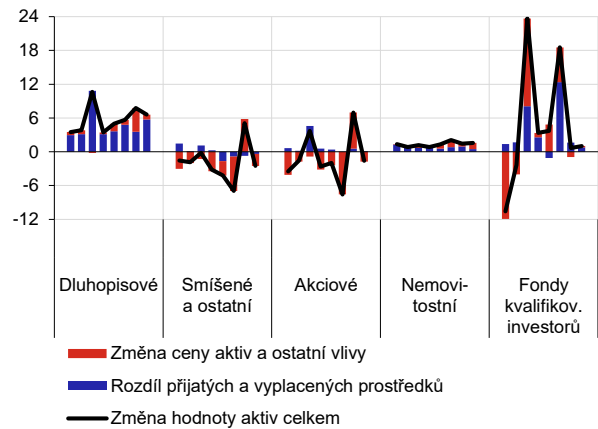 24
18
12
6
0
-6
-12
Dluhopisové
Smíšené
a ostatní
Akciové
Nemovi-
tostní
Fondy
kvalifikov.
investorů
Změna ceny aktiv a ostatní vlivy
Rozdíl přijatých a vyplacených prostředků
Změna hodnoty aktiv celkem